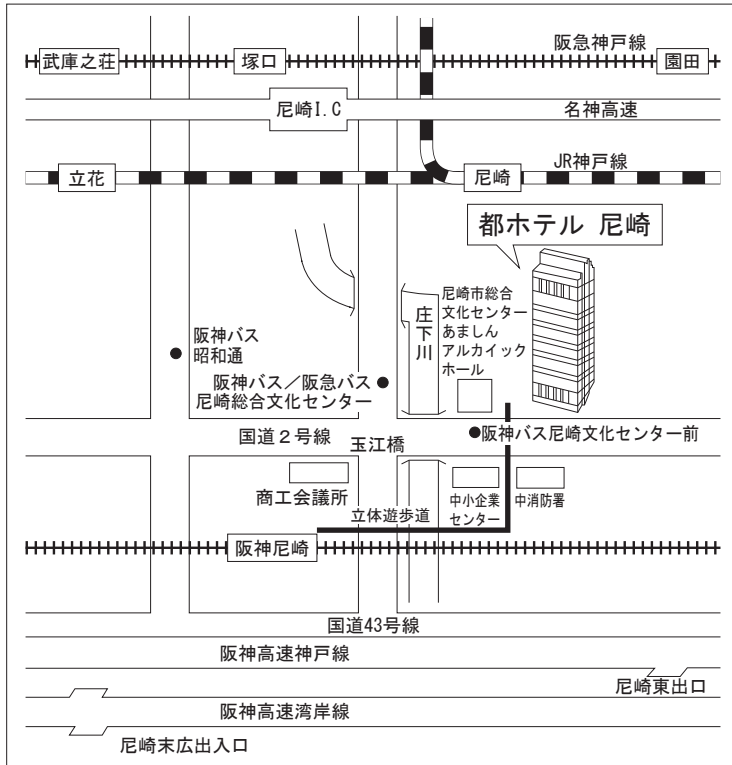 阪急神戸線
武庫之荘
塚口
園田
尼崎I.C
名神高速
JR神戸線
立花
尼崎
都ホテル 尼崎
尼崎市総合
文化センター
あましん
アルカイック
ホール
庄下川
阪神バス
昭和通
阪神バス／阪急バス
尼崎総合文化センター
国道２号線
玉江橋
阪神バス尼崎文化センター前
商工会議所
中小企業
センター
中消防署
立体遊歩道
阪神尼崎
国道43号線
阪神高速神戸線
尼崎東出口
阪神高速湾岸線
尼崎末広出入口